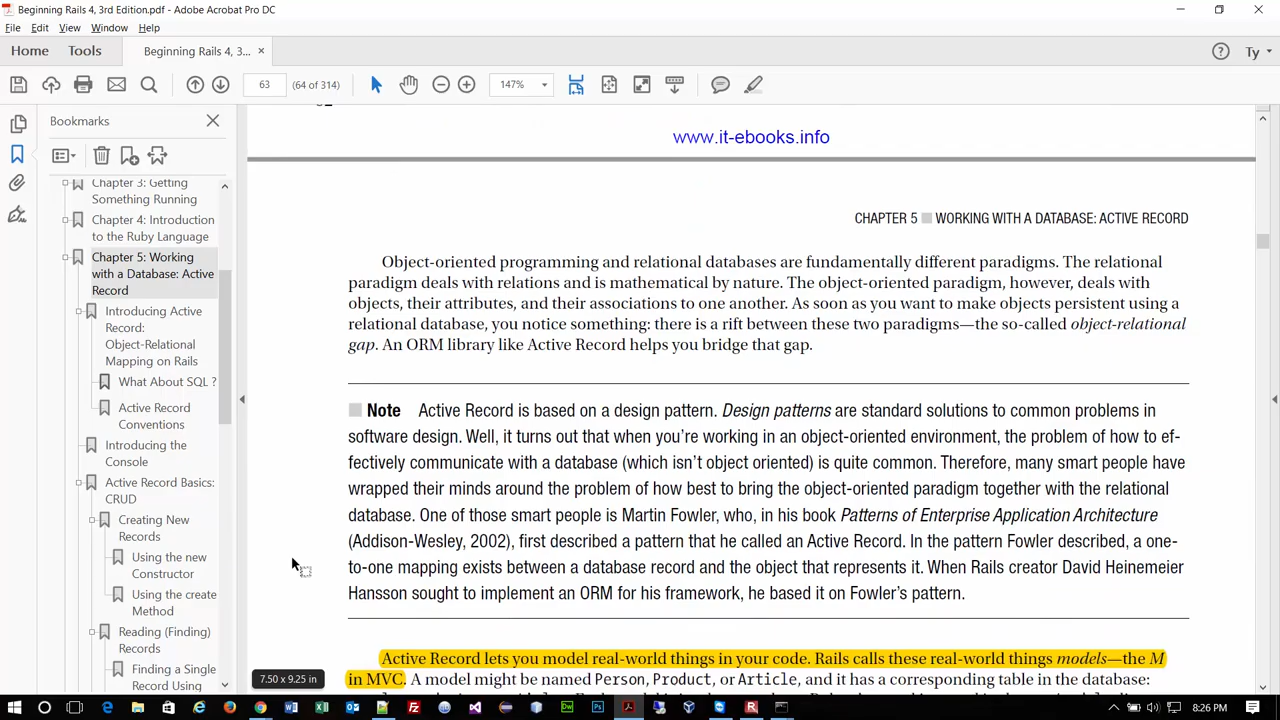 Beginning Rails 4, 3rd Edition.pdf - Adobe Acrobat Pro DC
File Edit View Window Help
Home Tools Beginning Rails 4, 3... × Ty
63 (64 of 314) 147%
Bookmarks
Chapter 3: Getting
Something Running
Chapter 4: Introduction
to the Ruby Language
Chapter 5: Working
with a Database: Active
Record
Introducing Active
Record:
Object-Relational
Mapping on Rails
What About SQL ?
Active Record
Conventions
Introducing the
Console
Active Record Basics:
CRUD
Creating New
Records
Using the new
Constructor
Using the create
Method
Reading (Finding)
Records
Finding a Single
Record Using
www.it-ebooks.info
CHAPTER 5 ■ WORKING WITH A DATABASE: ACTIVE RECORD
Object-oriented programming and relational databases are fundamentally different paradigms. The relational
paradigm deals with relations and is mathematical by nature. The object-oriented paradigm, however, deals with
objects, their attributes, and their associations to one another. As soon as you want to make objects persistent using a
relational database, you notice something: there is a rift between these two paradigms—the so-called object-relational
gap. An ORM library like Active Record helps you bridge that gap.
■ Note Active Record is based on a design pattern. Design patterns are standard solutions to common problems in
software design. Well, it turns out that when you’re working in an object-oriented environment, the problem of how to ef-
fectively communicate with a database (which isn’t object oriented) is quite common. Therefore, many smart people have
wrapped their minds around the problem of how best to bring the object-oriented paradigm together with the relational
database. One of those smart people is Martin Fowler, who, in his book Patterns of Enterprise Application Architecture
(Addison-Wesley, 2002), first described a pattern that he called an Active Record. In the pattern Fowler described, a one-
to-one mapping exists between a database record and the object that represents it. When Rails creator David Heinemeier
Hansson sought to implement an ORM for his framework, he based it on Fowler’s pattern.
Active Record lets you model real-world things in your code. Rails calls these real-world things models—the M
in MVC. A model might be named Person, Product, or Article, and it has a corresponding table in the database:
7.50 x 9.25 in
8:26 PM